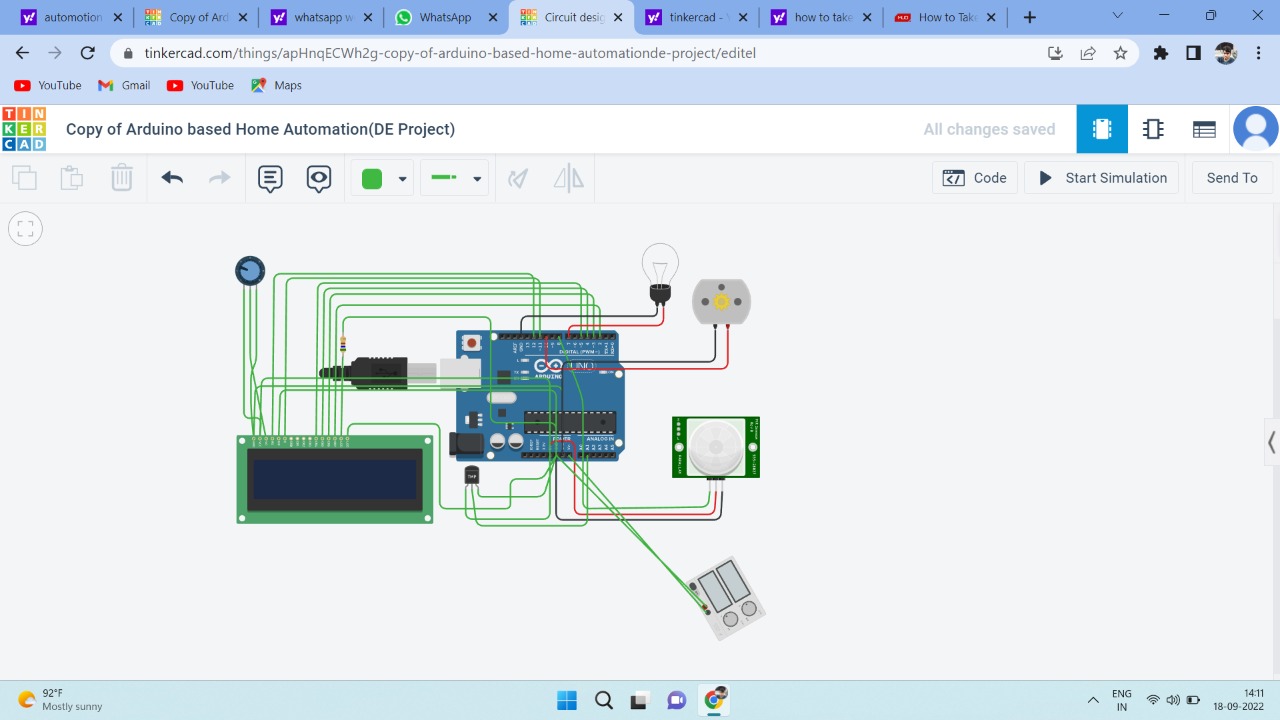 automation
Copy of Ard
whatsapp w
WhatsApp
Circuit desig
tinkercad - Y
how to take
How to Take
tinkercad.com/things/apHnqECWh2g-copy-of-arduino-based-home-automationde-project/editel
YouTube
Gmail
YouTube
Maps
TIN
KER
CAD
Copy of Arduino based Home Automation(DE Project)
All changes saved
Code
Start Simulation
Send To
DIGITAL (PWM~)
UNO
ARDUINO
POWER
ANALOG IN
TMP
92°F
Mostly sunny
ENG
IN
14:11
18-09-2022